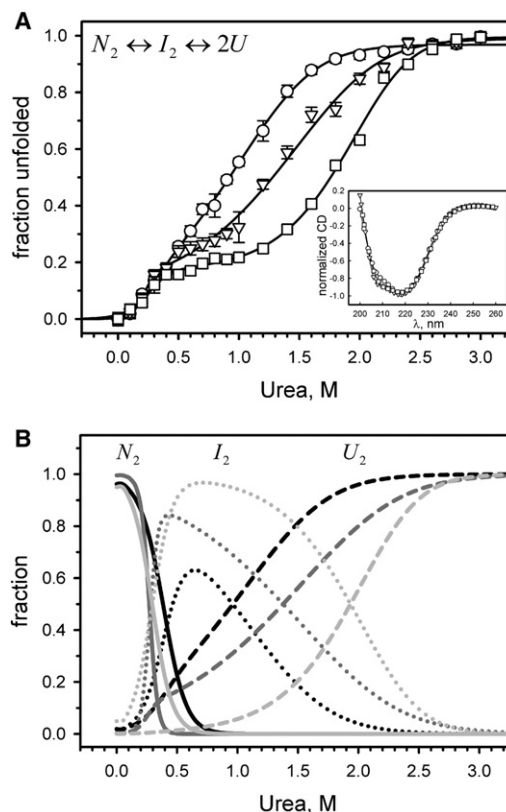 A
N₂ ↔ I₂ ↔ 2U
1.0
0.8
0.6
0.4
0.2
0.0
fraction unfolded
0.0 0.5 1.0 1.5 2.0 2.5 3.0
Urea, M
0.2
0.0
-0.2
-0.4
-0.6
-0.8
-1.0
normalized CD
200 210 220 230 240 250 260
λ, nm
B
N₂ I₂ U₂
1.0
0.8
0.6
0.4
0.2
0.0
fraction
0.0 0.5 1.0 1.5 2.0 2.5 3.0
Urea, M